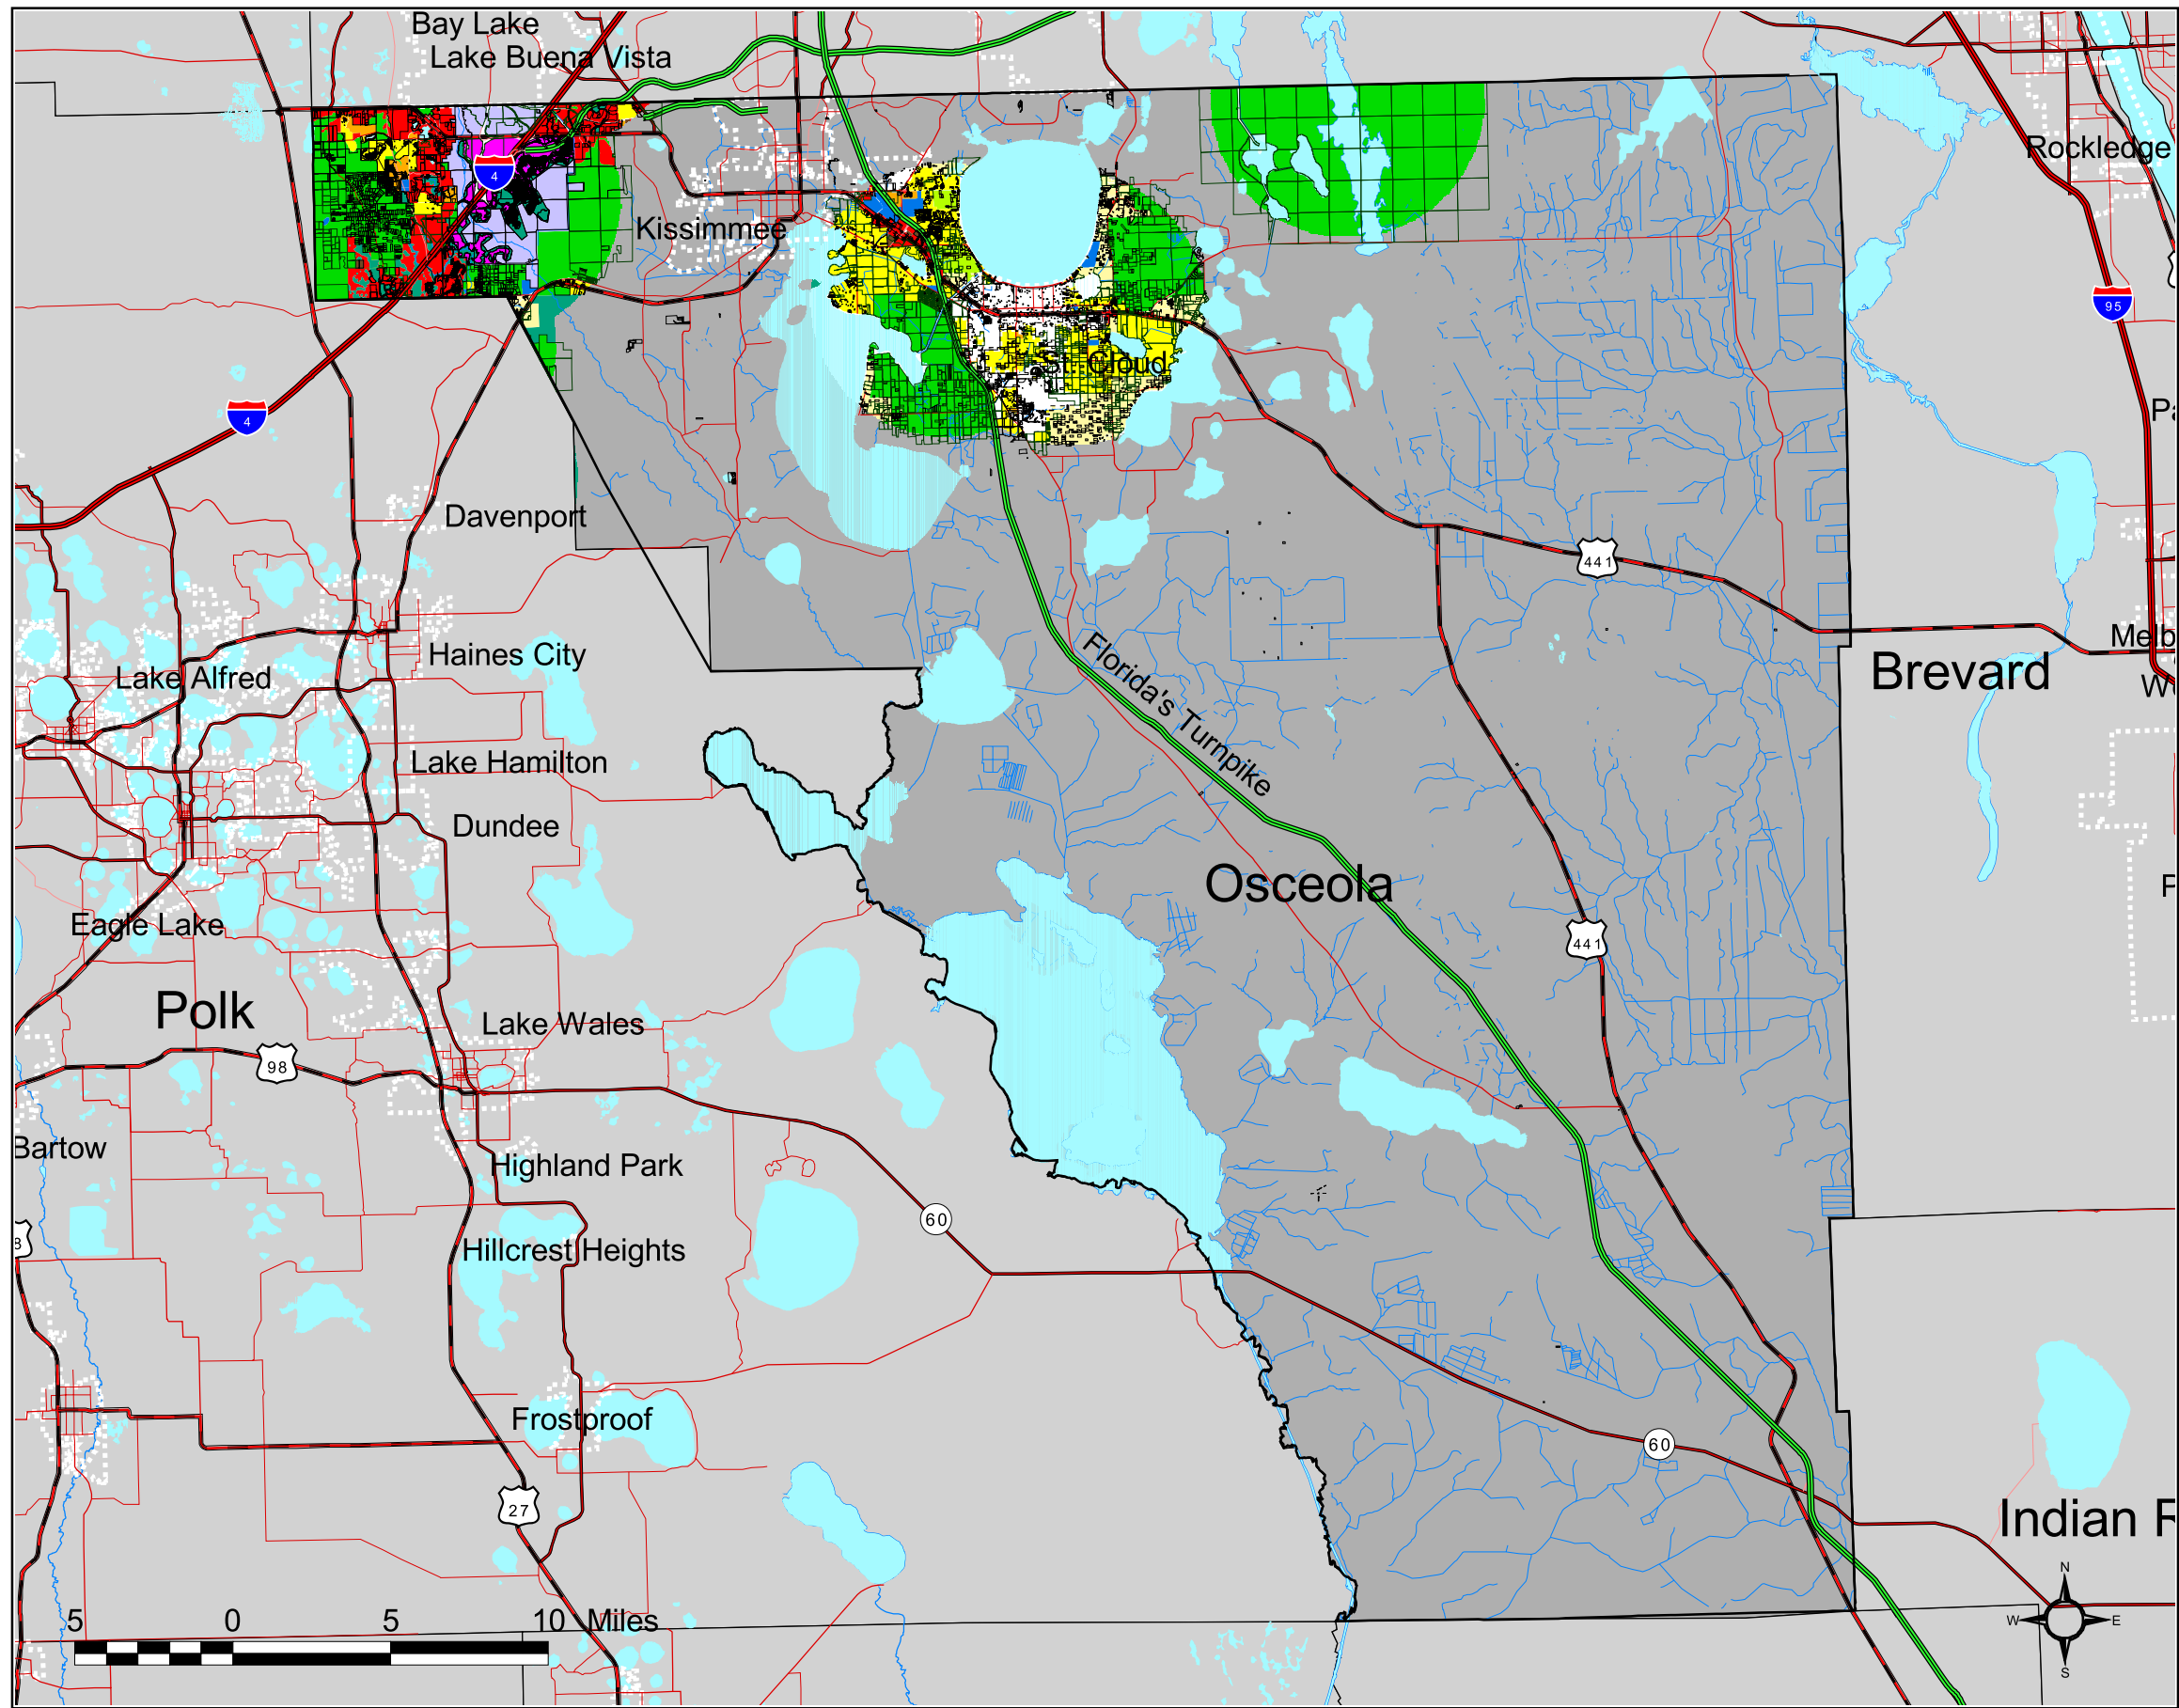 Bay Lake
Lake Buena Vista
Rockledge
4
Kissimmee
95
St. Cloud
4
Davenport
441
Florida's Turnpike
Haines City
Brevard
Lake Alfred
Lake Hamilton
Dundee
Osceola
Eagle Lake
441
Polk
Lake Wales
98
Bartow
Highland Park
60
8
Hillcrest Heights
Frostproof
60
27
Indian R
N
W E
S
5 0 5 10 Miles